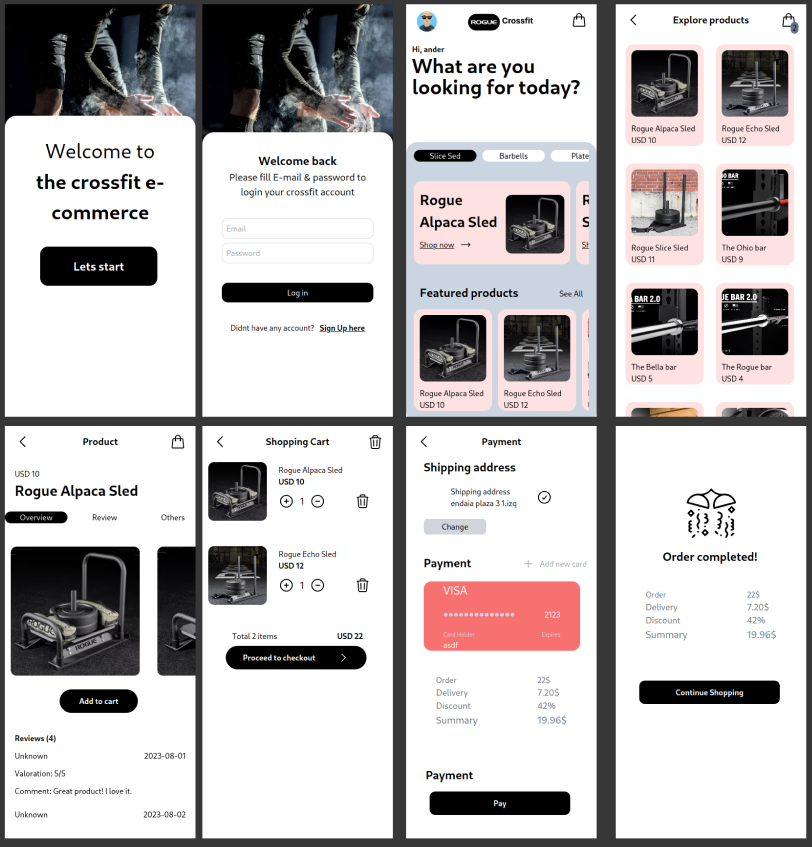 Welcome to
the crossfit e-
commerce
Lets start
Welcome back
Please fill E-mail & password to
login your crossfit account
Email
Password
Log in
Didnt have any account? Sign Up here
ROGUE Crossfit
Hi, ander
What are you
looking for today?
Slice Sed
Barbells
Plate
Rogue
Alpaca Sled
Shop now
R
S
Sh
Featured products
See All
Rogue Alpaca Sled
USD 10
Rogue Echo Sled
USD 12
Explore products
2
Rogue Alpaca Sled
USD 10
Rogue Echo Sled
USD 12
Rogue Slice Sled
USD 11
BAR
The Ohio bar
USD 9
BAR 2.0
The Bella bar
USD 5
UE BAR 2.0
The Rogue bar
USD 4
Product
USD 10
Rogue Alpaca Sled
Overview
Review
Others
ROGUE
ROGUE
Add to cart
Reviews (4)
Unknown 2023-08-01
Valoration: 5/5
Comment: Great product! I love it.
Unknown 2023-08-02
Shopping Cart
Rogue Alpaca Sled
USD 10
1
Rogue Echo Sled
USD 12
1
Total 2 items USD 22
Proceed to checkout
Payment
Shipping address
Shipping address
endaia plaza 3 1.izq
Change
Payment
+ Add new card
VISA
•••••••••••••• 2123
Card Holder Expires
asdf
Order 22$
Delivery 7.20$
Discount 42%
Summary 19.96$
Payment
Pay
Order completed!
Order 22$
Delivery 7.20$
Discount 42%
Summary 19.96$
Continue Shopping